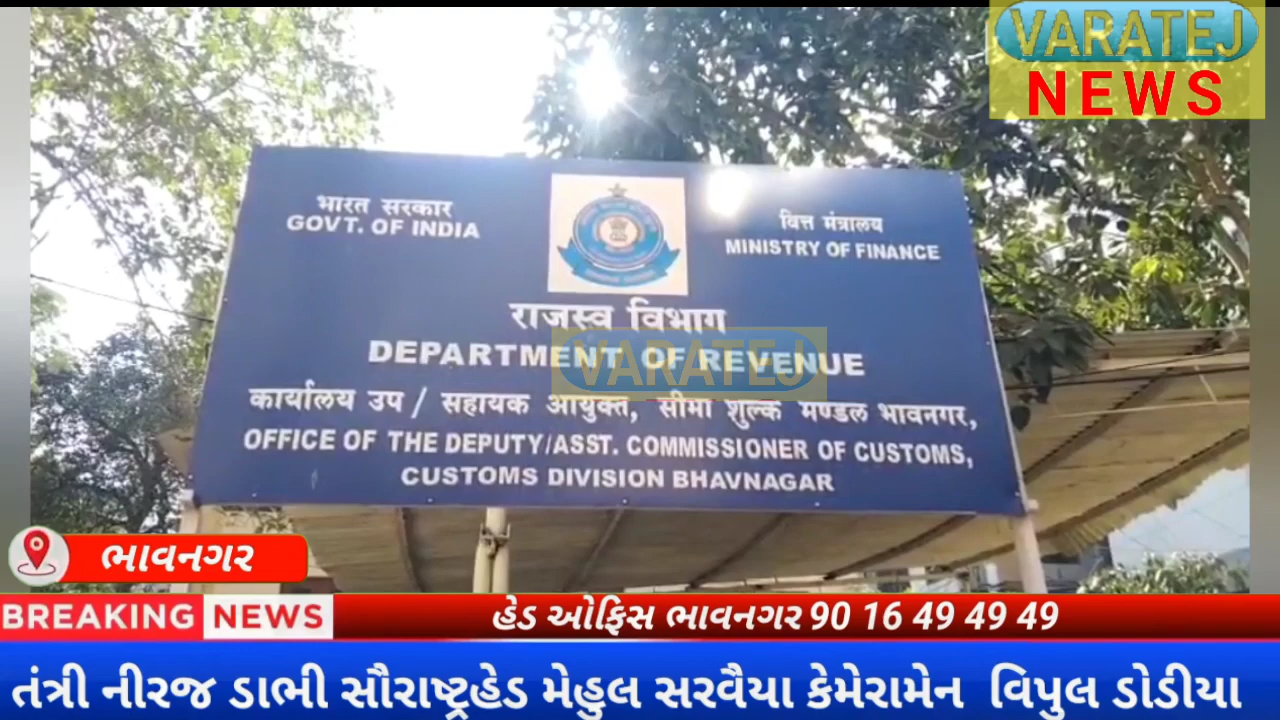 VARATEJ
NEWS
भारत सरकार
GOVT. OF INDIA
वित्त मंत्रालय
MINISTRY OF FINANCE
राजस्व विभाग
DEPARTMENT OF REVENUE
VARATEJ
कार्यालय उप / सहायक आयुक्त, सीमा शुल्क मण्डल भावनगर,
OFFICE OF THE DEPUTY/ASST. COMMISSIONER OF CUSTOMS,
CUSTOMS DIVISION BHAVNAGAR
ભાવનગર
BREAKING NEWS
હેડ ઓફિસ ભાવનગર 90 16 49 49 49
તંત્રી નીરજ ડાભી સૌરાષ્ટ્રહેડ મેહુલ સરવૈયા કેમેરામેન વિપુલ ડોડીયા